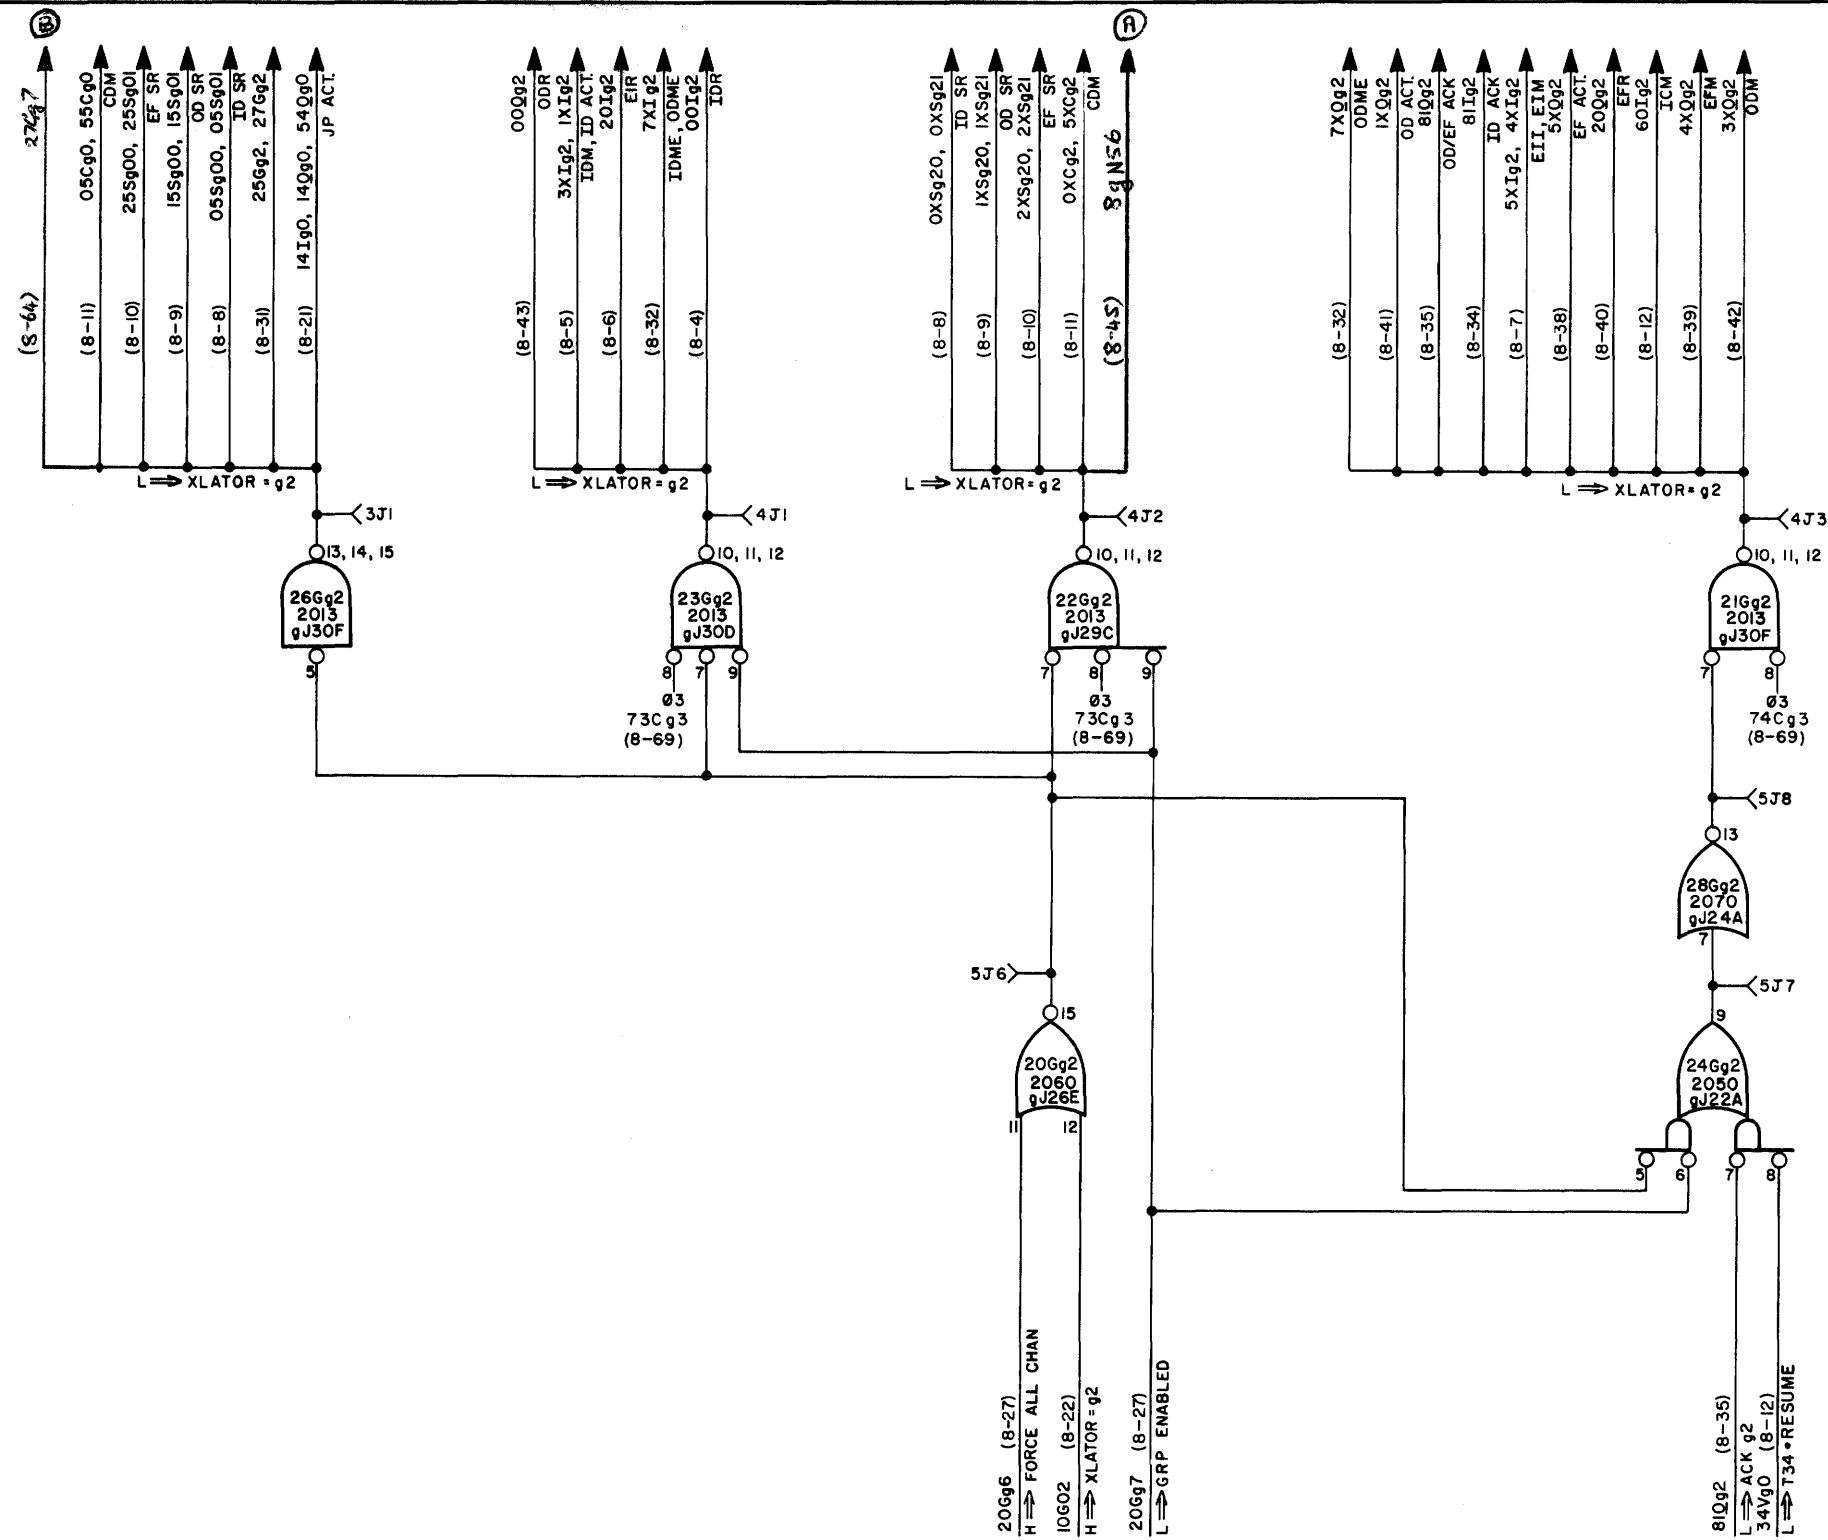 B
A
27Cg7
(8-64)
05Cg0, 55Cg0
CDM
(8-11)
25Sg00, 25Sg01
EF SR
(8-10)
15Sg00, 15Sg01
OD SR
(8-9)
05Sg00, 05Sg01
ID SR
(8-8)
25Gg2, 27Gg2
(8-31)
14Ig0, 14Qg0, 54Qg0
JP ACT.
(8-21)
00Qg2
ODR
(8-43)
3XIg2, 1XIg2
IDM, ID ACT.
(8-5)
20Ig2
EIR
(8-6)
7XIg2
IDME, ODME
(8-32)
00Ig2
IDR
(8-4)
0XSg20, 0XSg21
ID SR
(8-8)
1XSg20, 1XSg21
OD SR
(8-9)
2XSg20, 2XSg21
EF SR
(8-10)
0XCg2, 5XCg2
CDM
(8-11)
8gN56
(8-45)
7XQg2
ODME
(8-32)
1XQg2
OD ACT.
(8-41)
81Qg2
OD/EF ACK
(8-35)
81Ig2
ID ACK
(8-34)
5XIg2, 4XIg2
EII, EIM
(8-7)
5XQg2
EF ACT.
(8-38)
20Qg2
EFR
(8-40)
60Ig2
ICM
(8-12)
4XQg2
EFM
(8-39)
3XQg2
ODM
(8-42)
L ⟹ XLATOR = g2
L ⟹ XLATOR = g2
L ⟹ XLATOR = g2
L ⟹ XLATOR = g2
3J1
4J1
4J2
4J3
13, 14, 15
10, 11, 12
10, 11, 12
10, 11, 12
26Gg2
2013
gJ30F
5
23Gg2
2013
gJ30D
8 7 9
Ø3
73Cg3
(8-69)
22Gg2
2013
gJ29C
7 8 9
Ø3
73Cg3
(8-69)
21Gg2
2013
gJ30F
7 8
Ø3
74Cg3
(8-69)
5J8
13
28Gg2
2070
gJ24A
7
5J6
5J7
15
20Gg2
2060
gJ26E
11 12
9
24Gg2
2050
gJ22A
5 6 7 8
20Gg6 (8-27)
H ⟹ FORCE ALL CHAN
10G02 (8-22)
H ⟹ XLATOR = g2
20Gg7 (8-27)
L ⟹ GRP ENABLED
81Qg2 (8-35)
L ⟹ ACK g2
34Vg0 (8-12)
L ⟹ T34 • RESUME